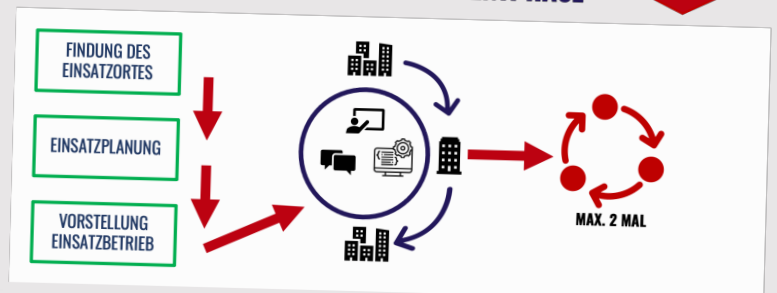 FINDUNG DES
EINSATZORTES
EINSATZPLANUNG
VORSTELLUNG
EINSATZBETRIEB
MAX. 2 MAL